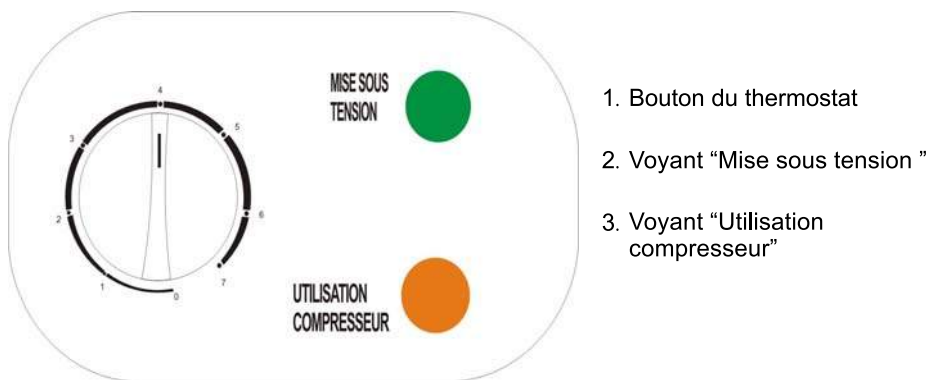 4
3
5
2
6
1
0
7
MISE SOUS
TENSION
UTILISATION
COMPRESSEUR
1. Bouton du thermostat
2. Voyant “Mise sous tension ”
3. Voyant “Utilisation
compresseur”